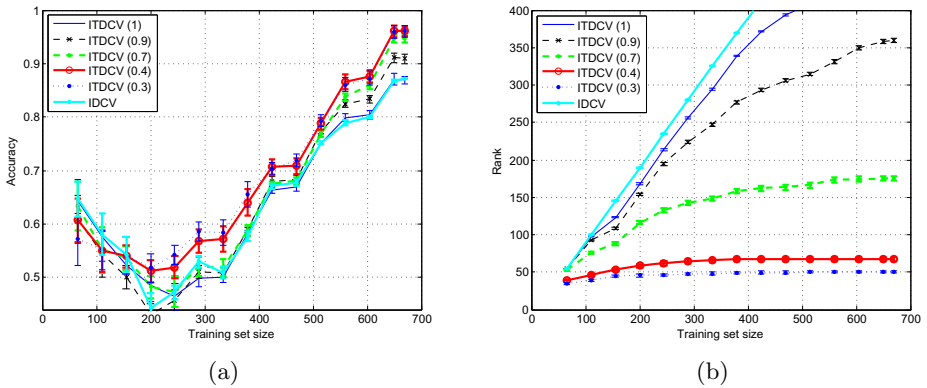 ITDCV (1)
ITDCV (0.9)
ITDCV (0.7)
ITDCV (0.4)
ITDCV (0.3)
IDCV
Accuracy
1
0.9
0.8
0.7
0.6
0.5
0 100 200 300 400 500 600 700
Training set size
(a)
ITDCV (1)
ITDCV (0.9)
ITDCV (0.7)
ITDCV (0.4)
ITDCV (0.3)
IDCV
Rank
400
350
300
250
200
150
100
50
0
0 100 200 300 400 500 600 700
Training set size
(b)